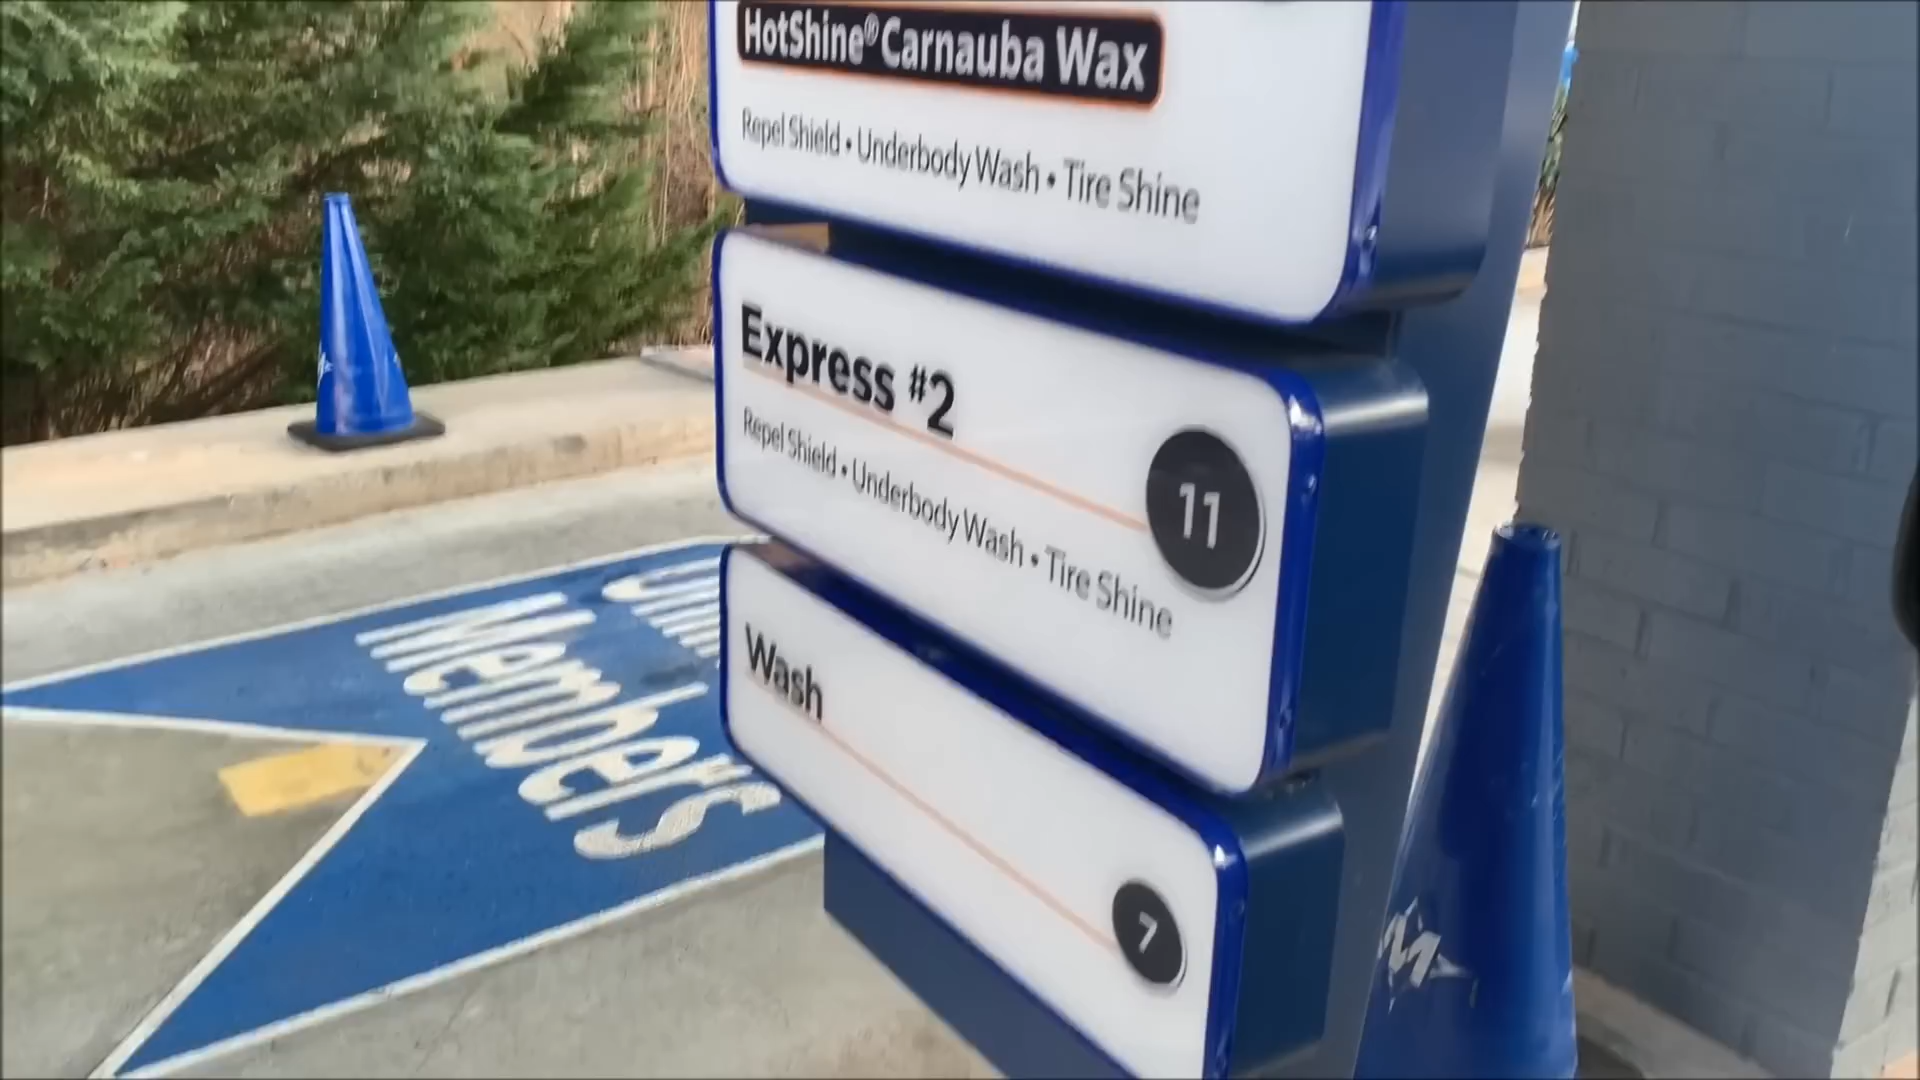 HotShine® Carnauba Wax
Repel Shield • Underbody Wash • Tire Shine
Express #2
11
Repel Shield • Underbody Wash • Tire Shine
Wash
7
Members